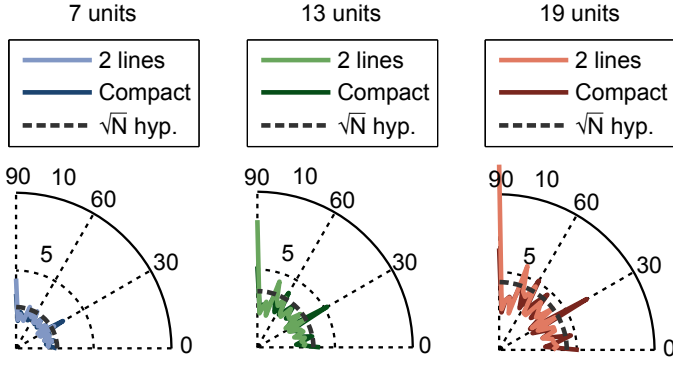 7 units
13 units
19 units
2 lines
Compact
√N hyp.
2 lines
Compact
√N hyp.
2 lines
Compact
√N hyp.
90
10
60
5
30
0
90
10
60
5
30
0
90
10
60
5
30
0